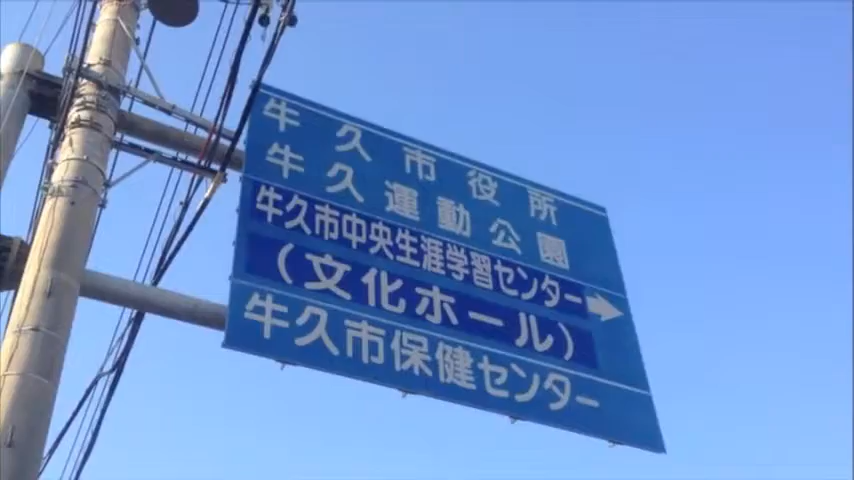 牛久市役所
牛久運動公園
牛久市中央生涯学習センター
（文化ホール）
牛久市保健センター